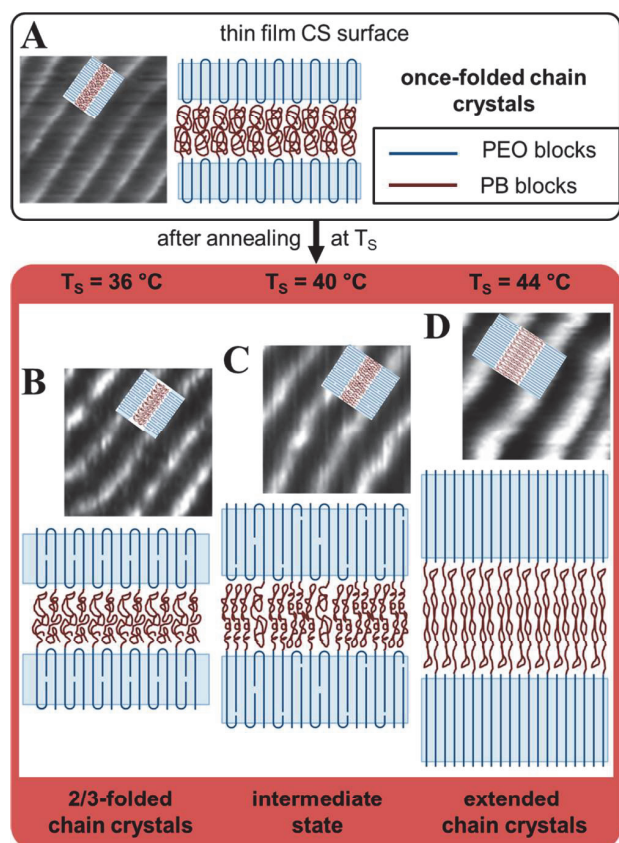 A
thin film CS surface
once-folded chain
crystals
PEO blocks
PB blocks
after annealing at Tₛ
Tₛ = 36 °C
Tₛ = 40 °C
Tₛ = 44 °C
B
C
D
2/3-folded
chain crystals
intermediate
state
extended
chain crystals